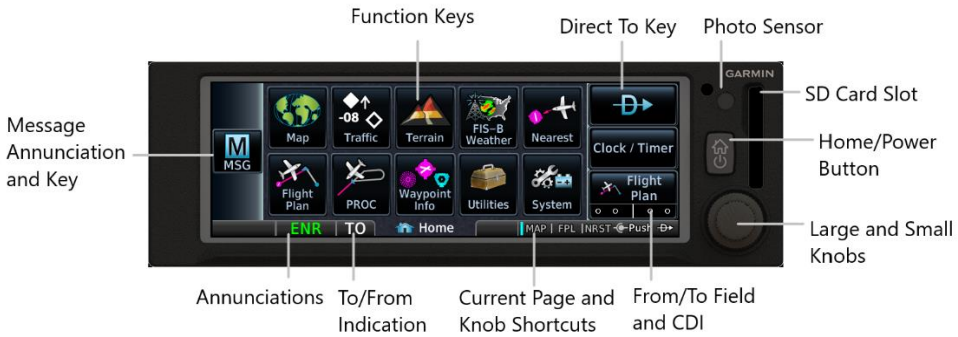 Function Keys
Direct To Key
Photo Sensor
GARMIN
SD Card Slot
Message
Annunciation
and Key
M
MSG
Map
-08
Traffic
Terrain
FIS-B
Weather
Nearest
D
Clock / Timer
Home/Power
Button
Flight
Plan
PROC
Waypoint
Info
Utilities
System
Flight
Plan
ENR
TO
Home
MAP | FPL |NRST Push D
Large and Small
Knobs
Annunciations
To/From
Indication
Current Page and
Knob Shortcuts
From/To Field
and CDI